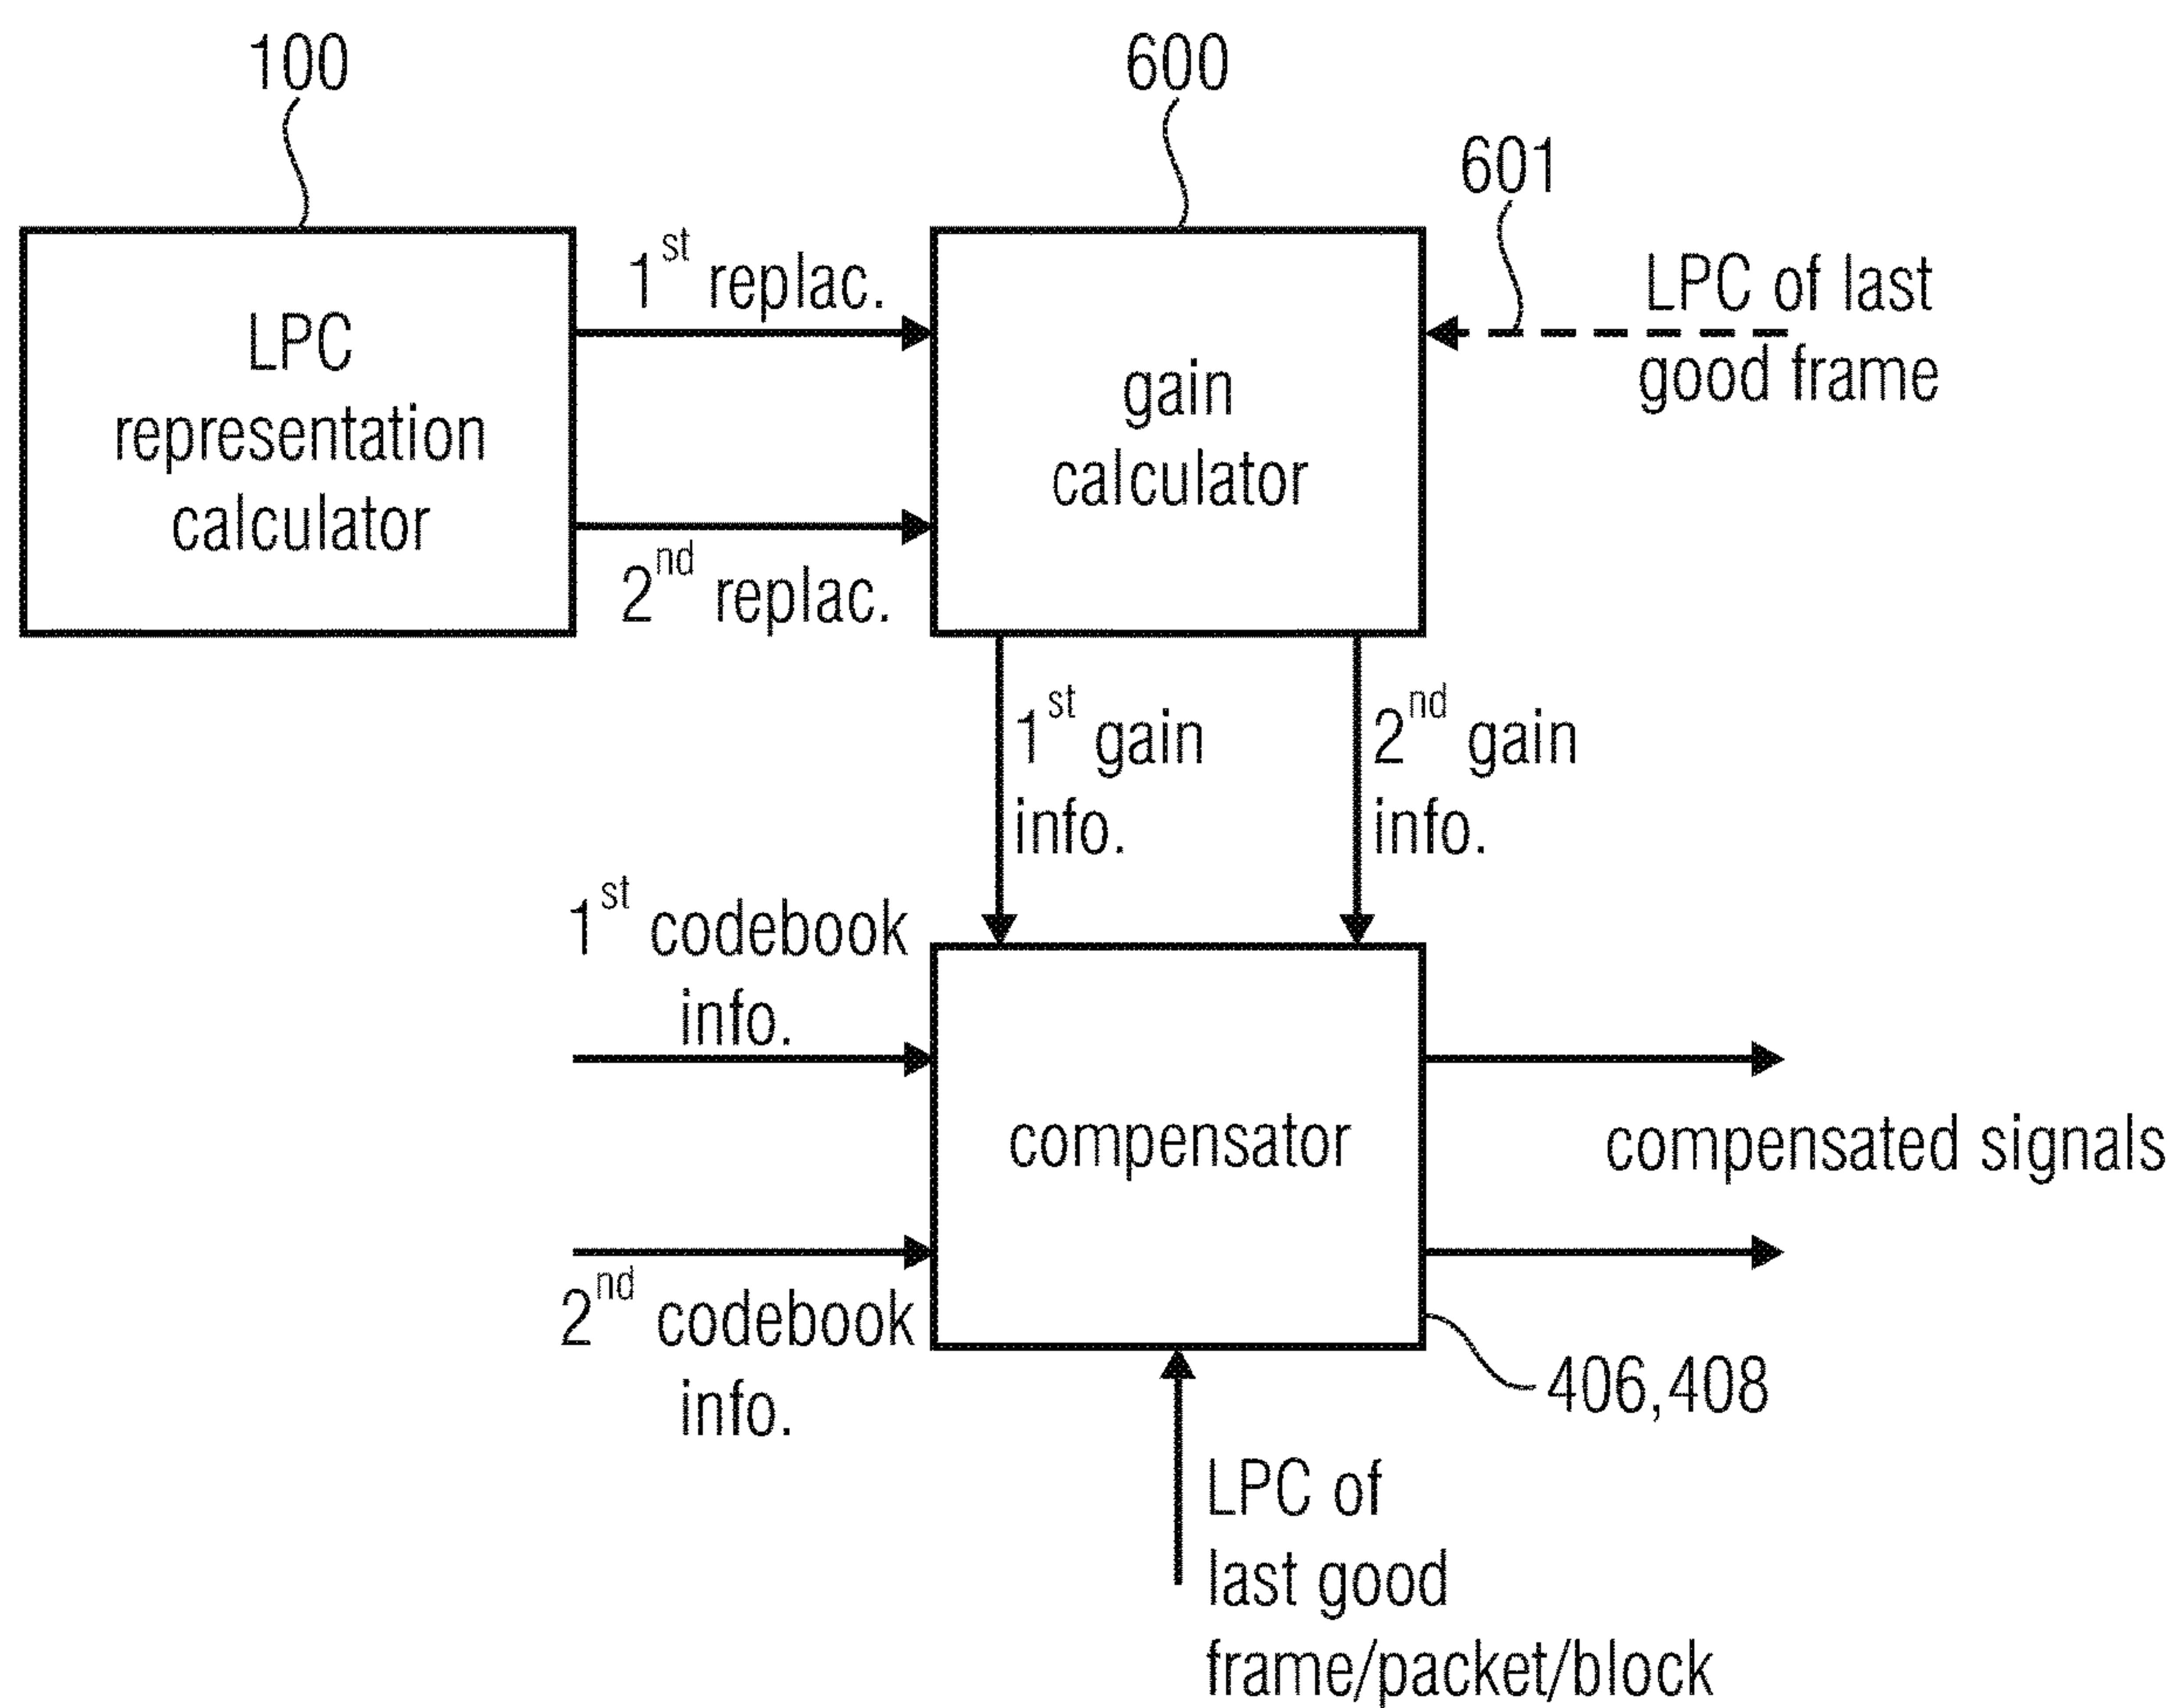 100
600
601
LPC
representation
calculator
1st replac.
2nd replac.
gain
calculator
LPC of last
good frame
1st gain
info.
2nd gain
info.
1st codebook
info.
2nd codebook
info.
compensator
compensated signals
406,408
LPC of
last good
frame/packet/block